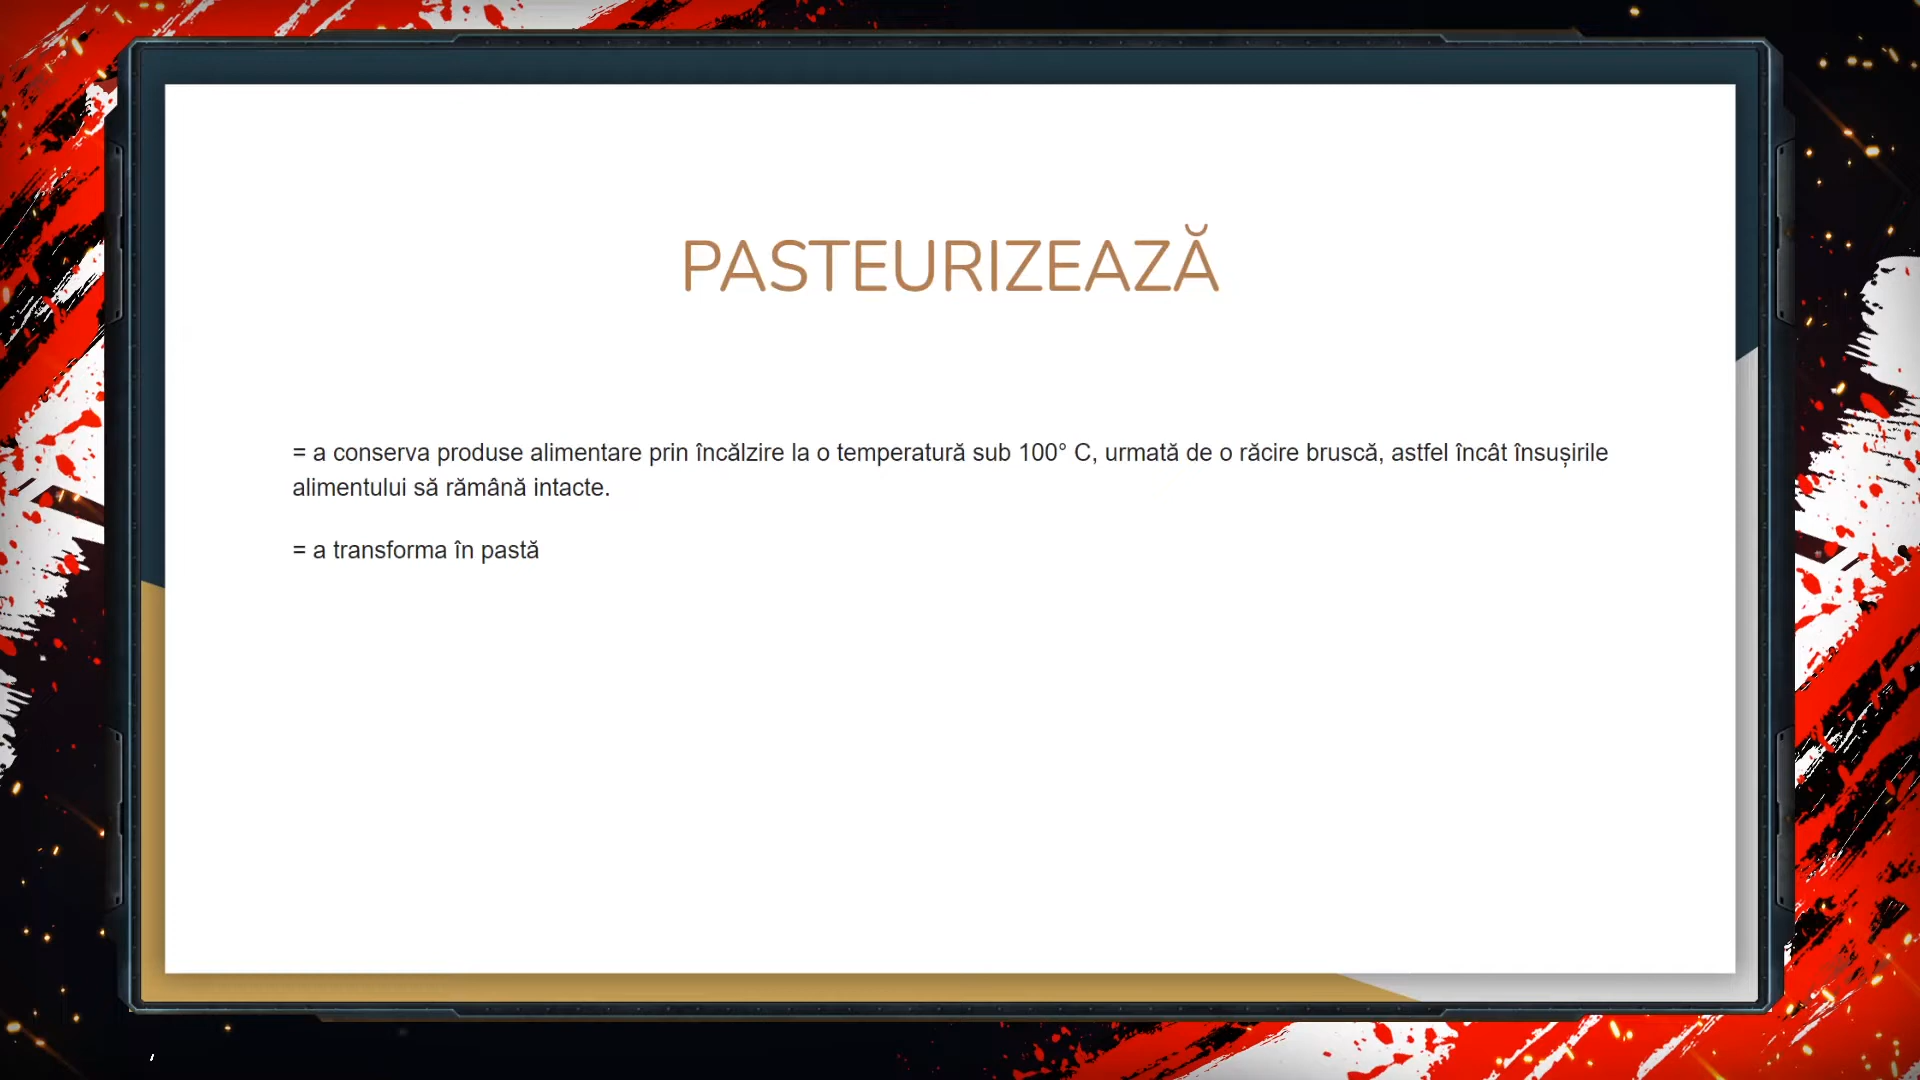 PASTEURIZEAZĂ
= a conserva produse alimentare prin încălzire la o temperatură sub 100° C, urmată de o răcire bruscă, astfel încât însușirile
alimentului să rămână intacte.
= a transforma în pastă